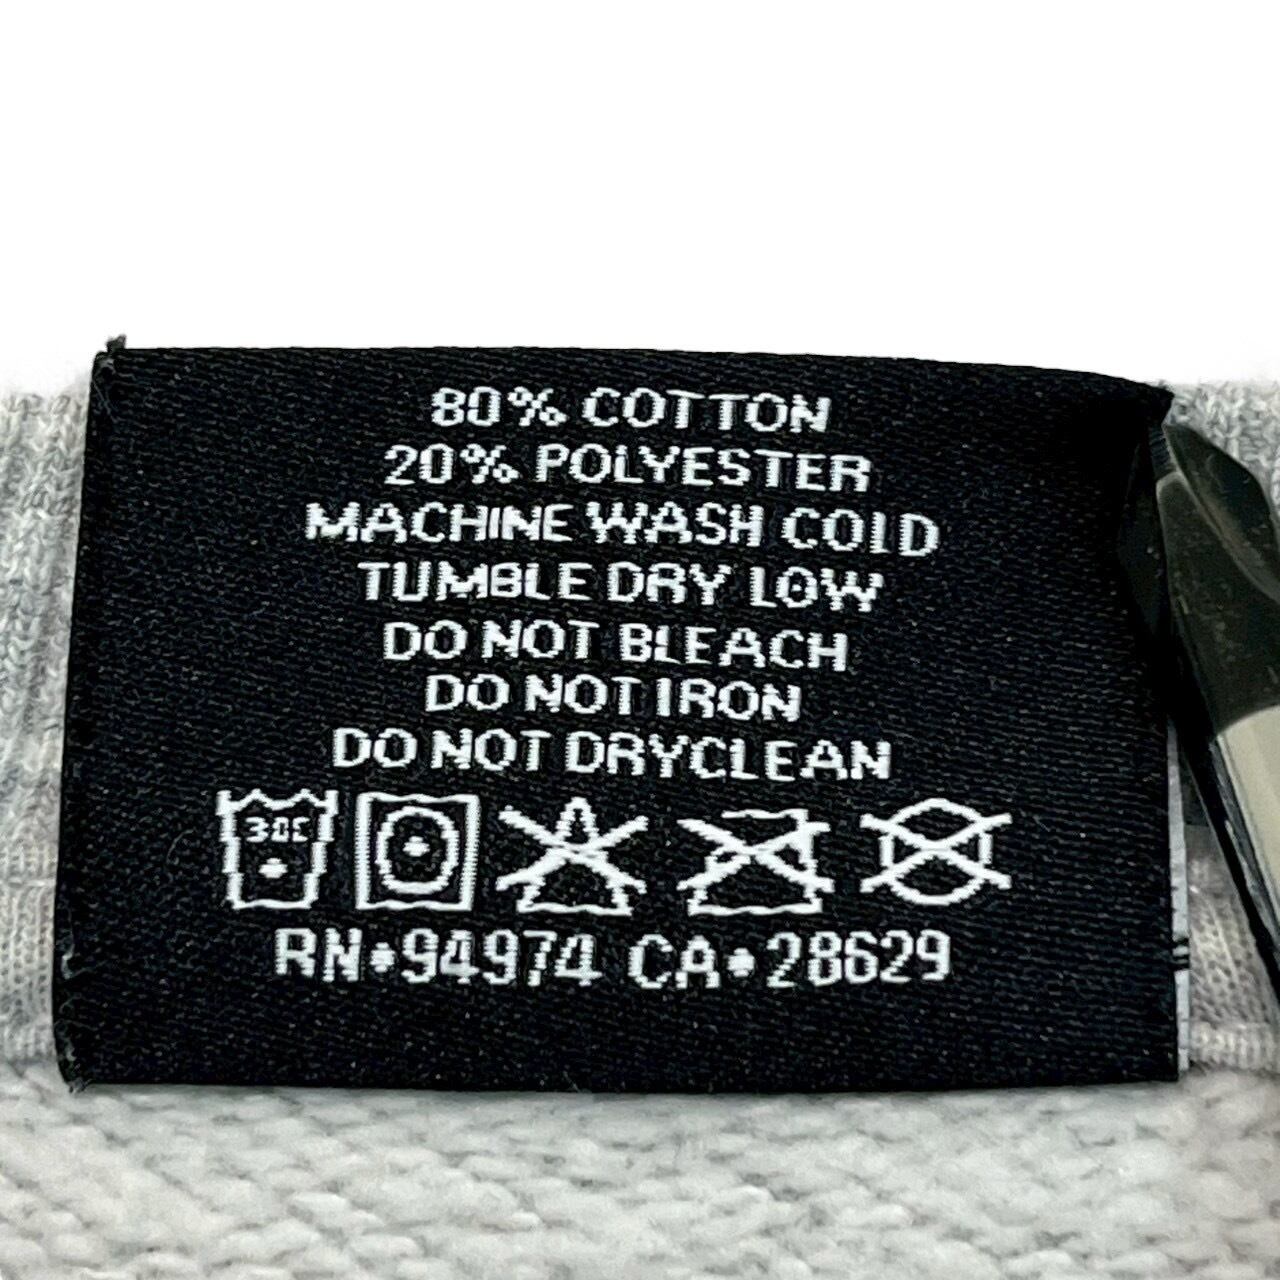 80% COTTON
20% POLYESTER
MACHINE WASH COLD
TUMBLE DRY LOW
DO NOT BLEACH
DO NOT IRON
DO NOT DRYCLEAN
30C
RN•94974 CA•28629